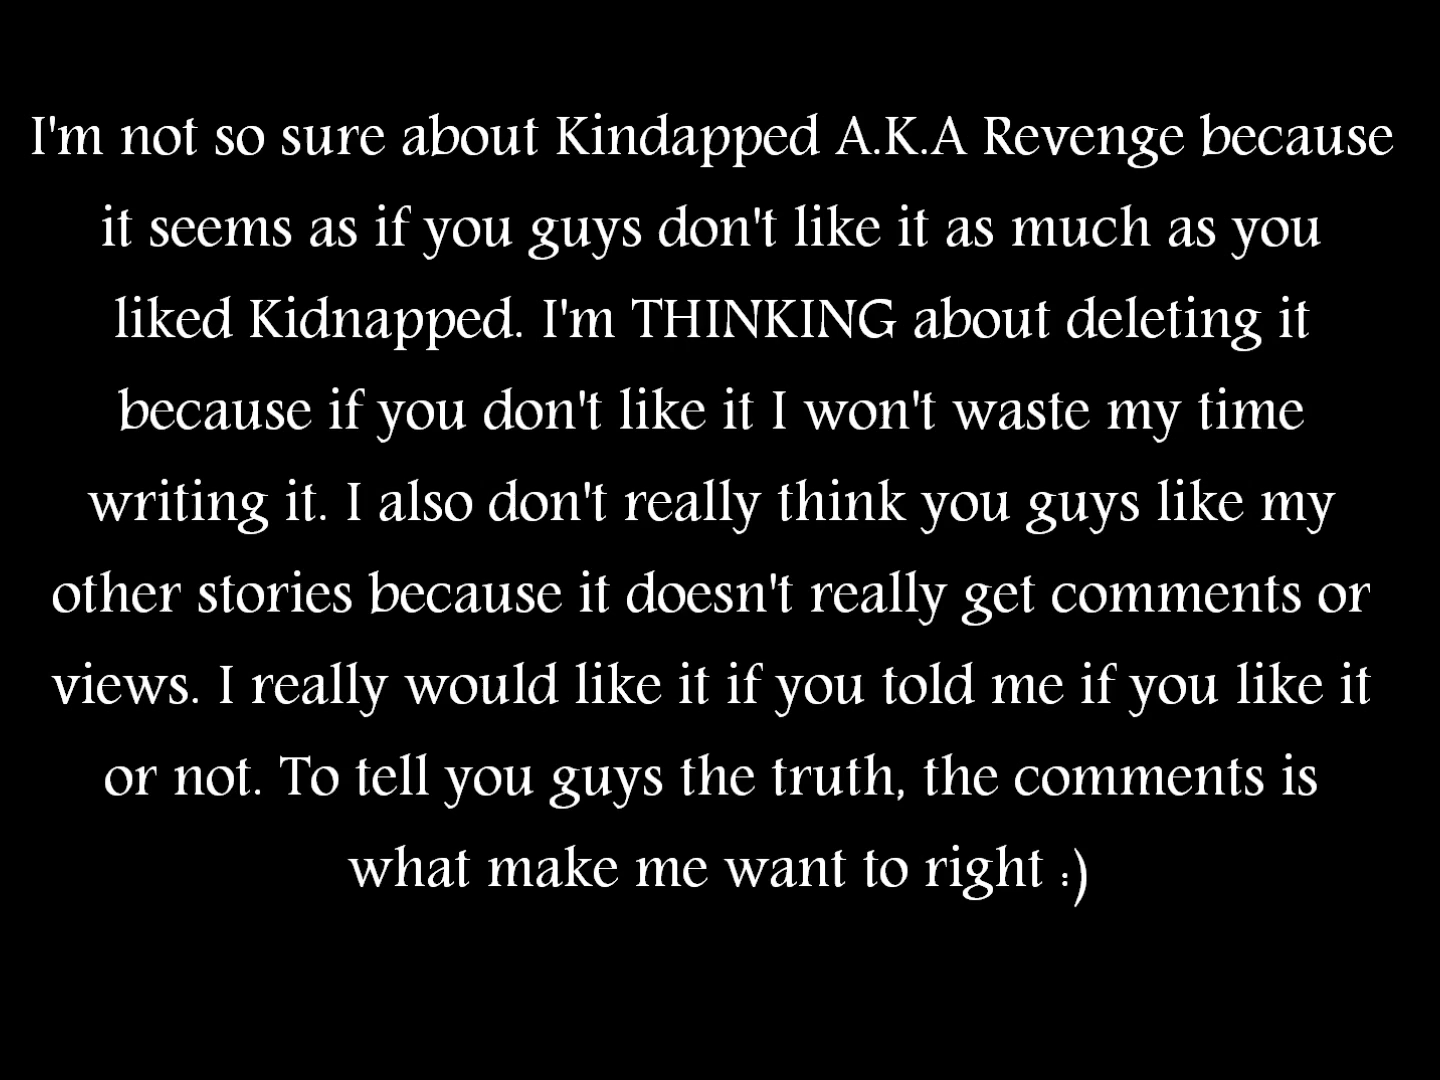 I'm not so sure about Kindapped A.K.A Revenge because
it seems as if you guys don't like it as much as you
liked Kidnapped. I'm THINKING about deleting it
because if you don't like it I won't waste my time
writing it. I also don't really think you guys like my
other stories because it doesn't really get comments or
views. I really would like it if you told me if you like it
or not. To tell you guys the truth, the comments is
what make me want to right :)